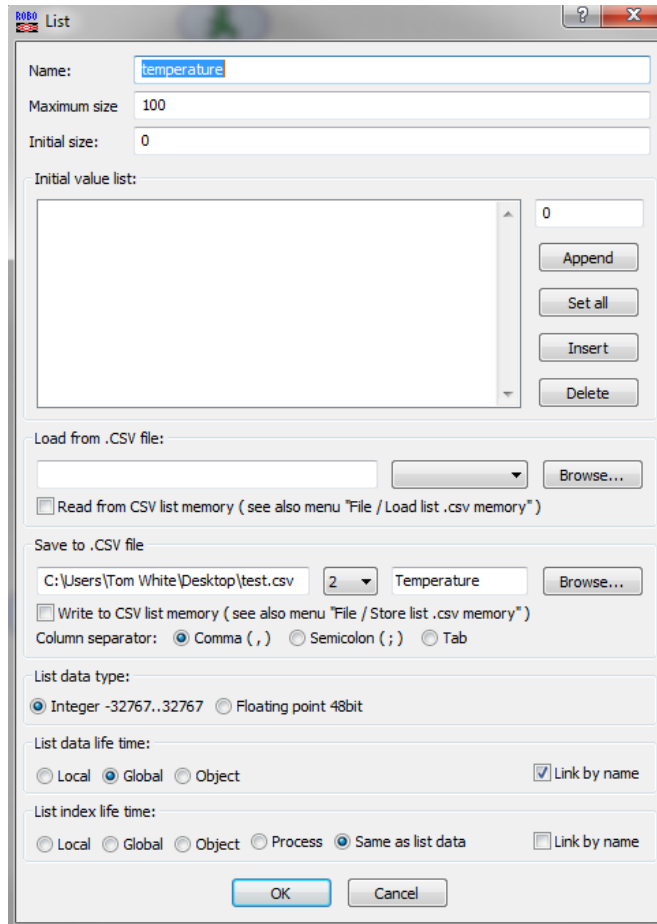 ROBO List ? X
Name: temperature
Maximum size 100
Initial size: 0
Initial value list:
0
Append
Set all
Insert
Delete
Load from .CSV file:
Browse...
Read from CSV list memory ( see also menu "File / Load list .csv memory" )
Save to .CSV file
C:\Users\Tom White\Desktop\test.csv 2 Temperature Browse...
Write to CSV list memory ( see also menu "File / Store list .csv memory" )
Column separator: Comma ( , ) Semicolon ( ; ) Tab
List data type:
Integer -32767..32767 Floating point 48bit
List data life time:
Local Global Object Link by name
List index life time:
Local Global Object Process Same as list data Link by name
OK Cancel